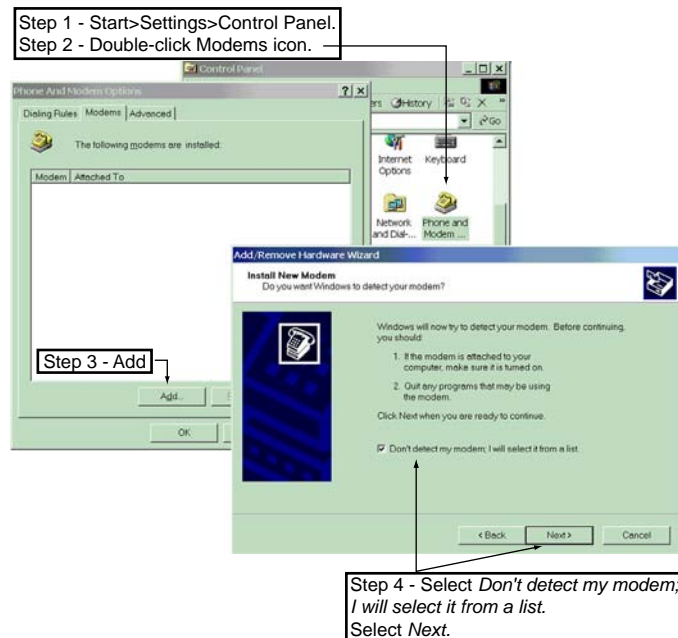 Step 1 - Start>Settings>Control Panel.
Step 2 - Double-click Modems icon.
Control Panel
Phone And Modem Options
Dialing Rules Modems Advanced
The following modems are installed:
Modem Attached To
Step 3 - Add
Add...
OK
History
Go
Internet Options
Keyboard
Network and Dial-...
Phone and Modem ...
Add/Remove Hardware Wizard
Install New Modem
Do you want Windows to detect your modem?
Windows will now try to detect your modem. Before continuing,
you should:
1. If the modem is attached to your
computer, make sure it is turned on.
2. Quit any programs that may be using
the modem.
Click Next when you are ready to continue.
Don't detect my modem; I will select it from a list.
< Back Next > Cancel
Step 4 - Select Don't detect my modem;
I will select it from a list.
Select Next.